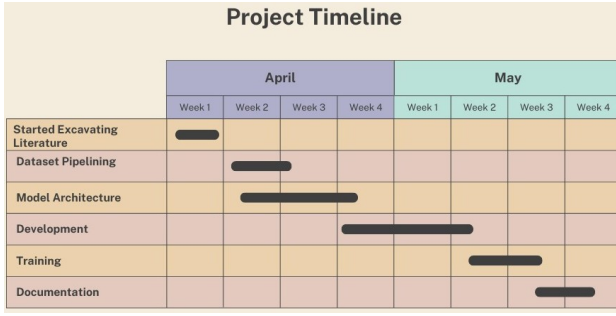 Project Timeline
April May
Week 1 Week 2 Week 3 Week 4 Week 1 Week 2 Week 3 Week 4
Started Excavating
Literature
Dataset Pipelining
Model Architecture
Development
Training
Documentation